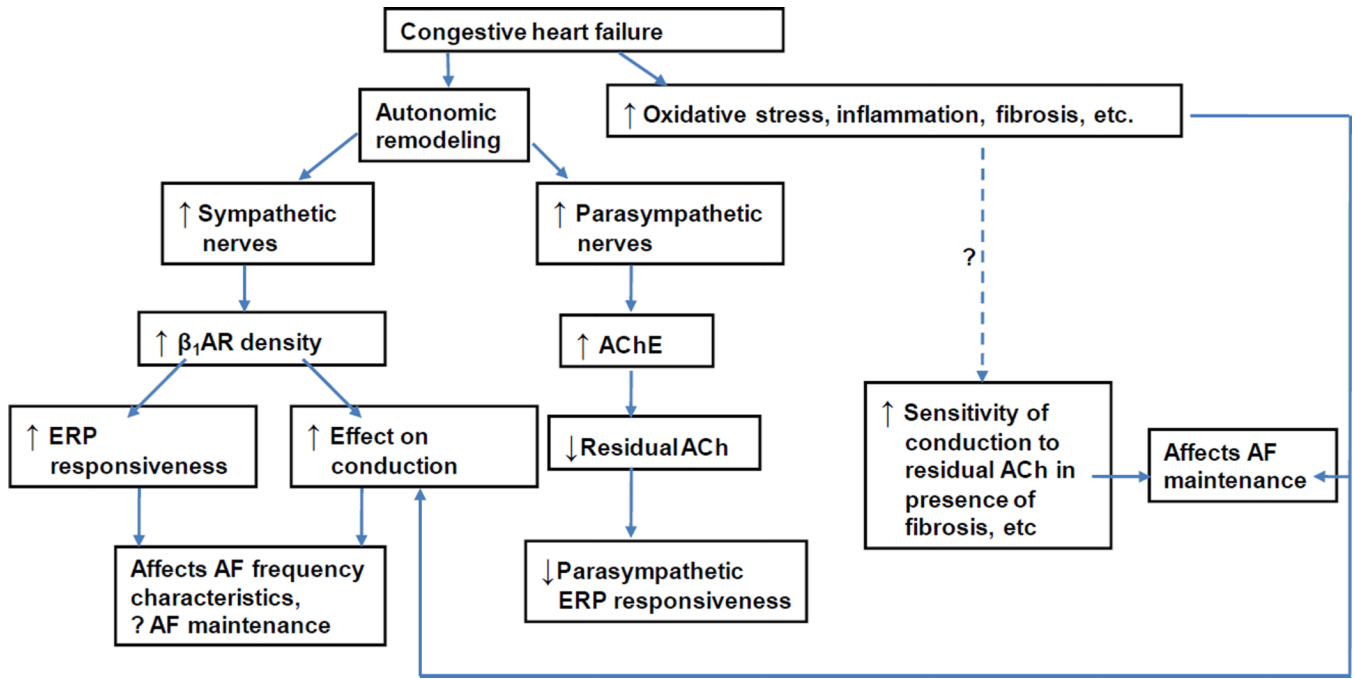 Congestive heart failure
Autonomic
remodeling
↑ Oxidative stress, inflammation, fibrosis, etc.
↑ Sympathetic
nerves
↑ Parasympathetic
nerves
?
↑ β₁AR density
↑ AChE
↑ ERP
responsiveness
↑ Effect on
conduction
↓ Residual ACh
↑ Sensitivity of
conduction to
residual ACh in
presence of
fibrosis, etc
Affects AF
maintenance
Affects AF frequency
characteristics,
? AF maintenance
↓ Parasympathetic
ERP responsiveness